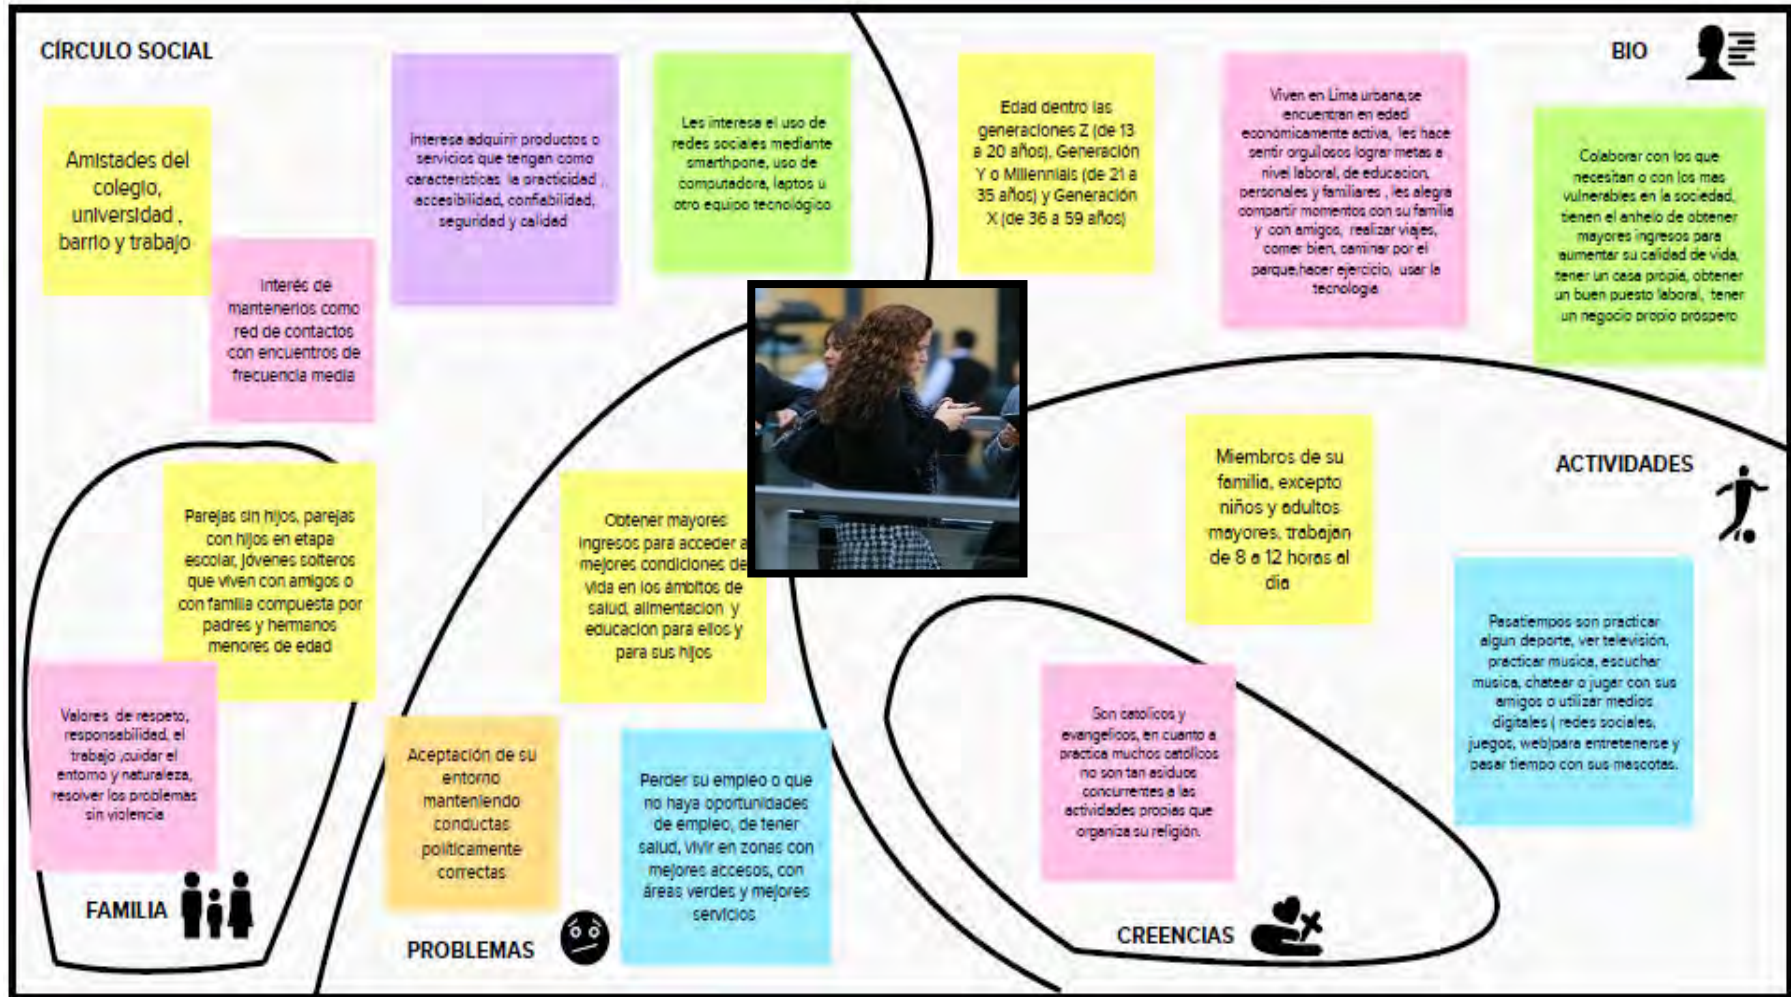 CÍRCULO SOCIAL
Amistades del
colegio,
universidad ,
barrio y trabajo
Interés de
mantenerlos como
red de contactos
con encuentros de
frecuencia media
Interesa adquirir productos o
servicios que tengan como
características la practicidad ,
accesibilidad, confiabilidad,
seguridad y calidad
Les interesa el uso de
redes sociales mediante
smarthpone, uso de
computadora, laptos u
otro equipo tecnológico
BIO
Edad dentro las
generaciones Z (de 13
a 20 años), Generación
Y o Millennials (de 21 a
35 años) y Generación
X (de 36 a 59 años)
Viven en Lima urbana,se
encuentran en edad
económicamente activa, les hace
sentir orgullosos lograr metas a
nivel laboral, de educacion,
personales y familiares , les alegra
compartir momentos con su familia
y con amigos, realizar viajes,
comer bien, caminar por el
parque,hacer ejercicio, usar la
tecnologia
Colaborar con los que
necesitan o con los mas
vulnerables en la sociedad,
tienen el anhelo de obtener
mayores ingresos para
aumentar su calidad de vida,
tener un casa propia, obtener
un buen puesto laboral, tener
un negocio propio próspero
FAMILIA
Parejas sin hijos, parejas
con hijos en etapa
escolar, jóvenes solteros
que viven con amigos o
con familia compuesta por
padres y hermanos
menores de edad
Valores de respeto,
responsabilidad, el
trabajo ,cuidar el
entorno y naturaleza,
resolver los problemas
sin violencia
PROBLEMAS
Obtener mayores
ingresos para acceder a
mejores condiciones de
vida en los ámbitos de
salud, alimentacion y
educacion para ellos y
para sus hijos
Aceptación de su
entorno
manteniendo
conductas
políticamente
correctas
Perder su empleo o que
no haya oportunidades
de empleo, de tener
salud, vivir en zonas con
mejores accesos, con
áreas verdes y mejores
servicios
ACTIVIDADES
Miembros de su
familia, excepto
niños y adultos
mayores, trabajan
de 8 a 12 horas al
día
Pasatiempos son practicar
algun deporte, ver televisión,
practicar musica, escuchar
musica, chatear o jugar con sus
amigos o utilizar medios
digitales ( redes sociales,
juegos, web)para entretenerse y
pasar tiempo con sus mascotas.
CREENCIAS
Son católicos y
evangelicos, en cuanto a
practica muchos católicos
no son tan asiduos
concurrentes a las
actividades propias que
organiza su religión.